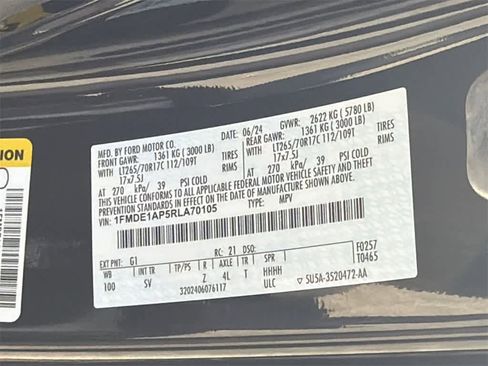 MFD. BY FORD MOTOR CO.
06/24 GVWR: 2622 KG ( 5780 LB)
FRONT GAWR: 1361 KG ( 3000 LB) TIRES REAR GAWR: 1361 KG ( 3000 LB) TIRES
WITH LT265/70R17C 112/109T RIMS WITH LT265/70R17C 112/109T RIMS
17x7.5J 17x7.5J
AT 270 kPa/ 39 PSI COLD AT 270 kPa/ 39 PSI COLD
THIS VEHICLE CONFORMS TO ALL APPLICABLE FEDERAL MOTOR VEHICLE SAFETY AND THEFT PREVENTION STANDARDS IN EFFECT ON THE DATE OF MANUFACTURE SHOWN ABOVE.
VIN: 1FMDE1AP5RLA70105 TYPE: MPV
EXT PNT: G1 RC: 21 DSO: F0257
WB INT TR TP/PS R AXLE TR T0465
100 SV Z 4L T
3202406076117
ULC
5U5A-3520472-AA
ION